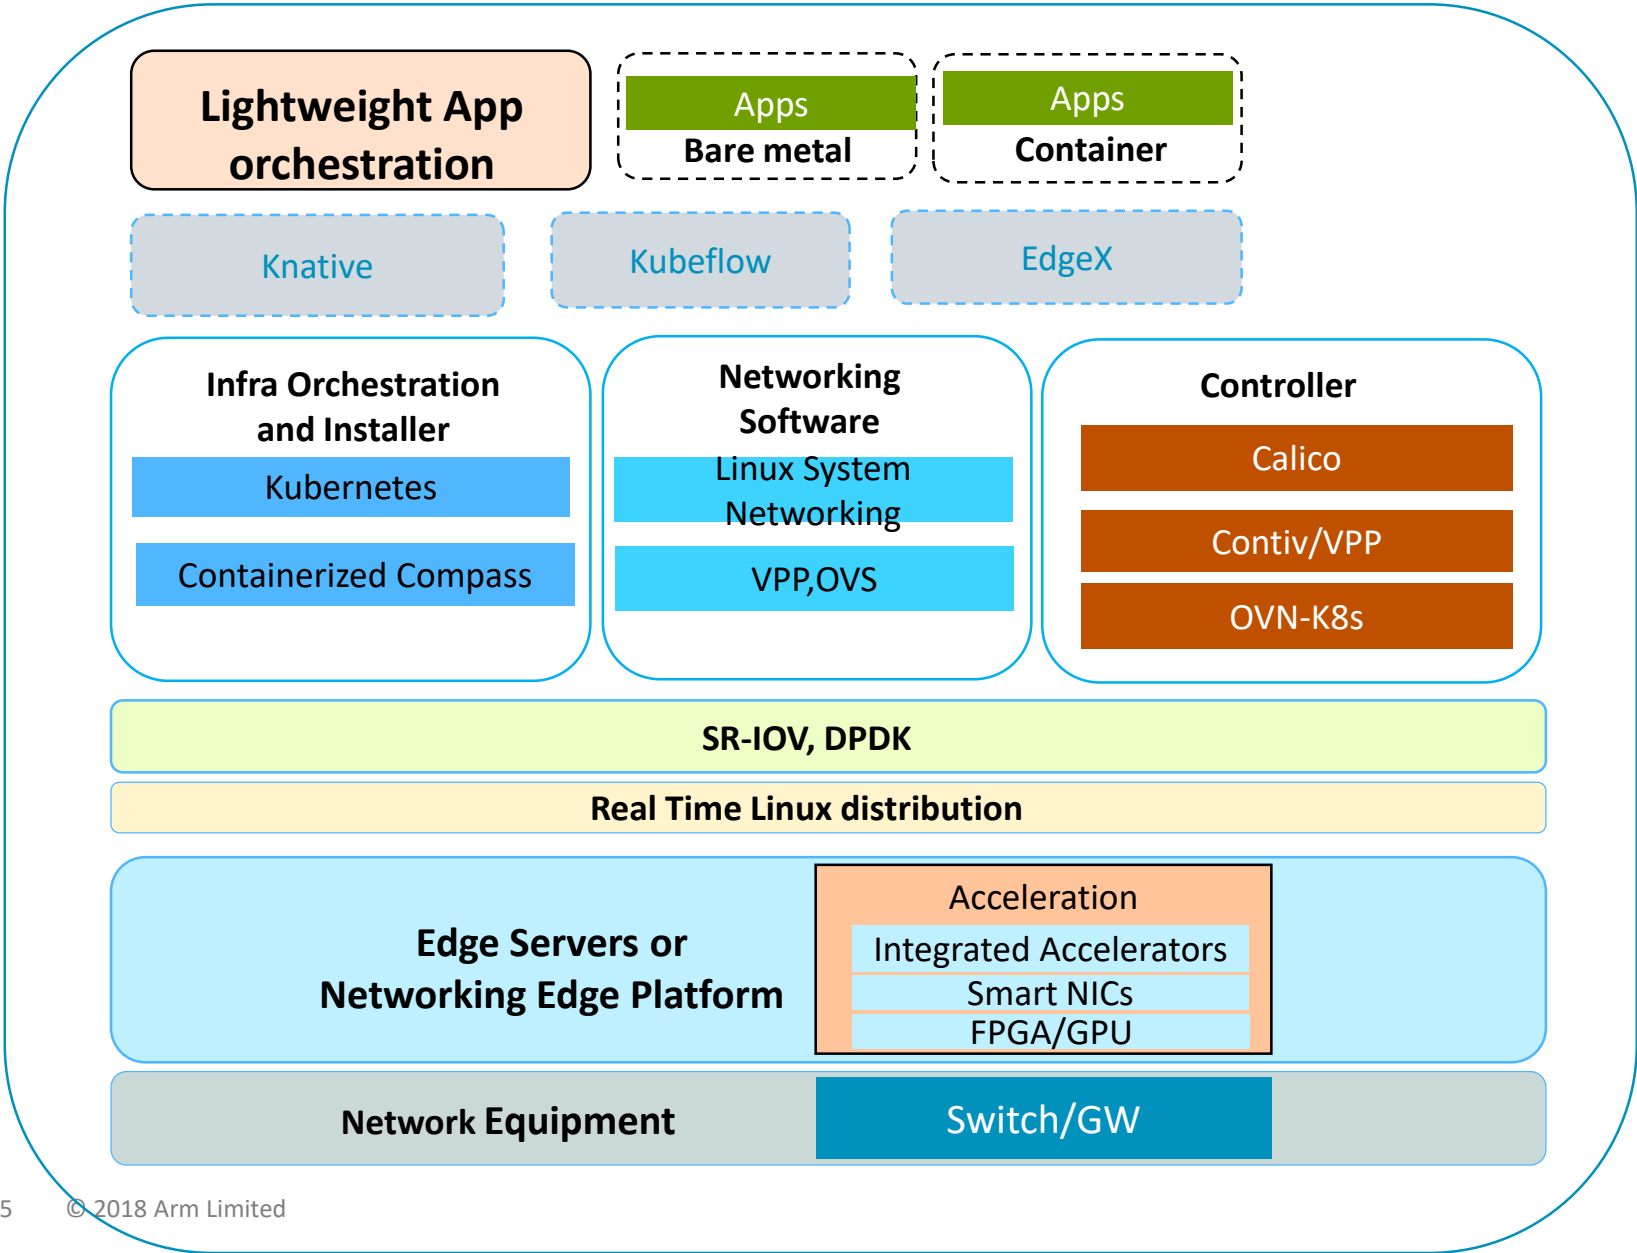 Lightweight App
orchestration
Apps
Bare metal
Apps
Container
Knative
Kubeflow
EdgeX
Infra Orchestration
and Installer
Kubernetes
Containerized Compass
Networking
Software
Linux System
Networking
VPP,OVS
Controller
Calico
Contiv/VPP
OVN-K8s
SR-IOV, DPDK
Real Time Linux distribution
Edge Servers or
Networking Edge Platform
Acceleration
Integrated Accelerators
Smart NICs
FPGA/GPU
Network Equipment
Switch/GW
5 © 2018 Arm Limited